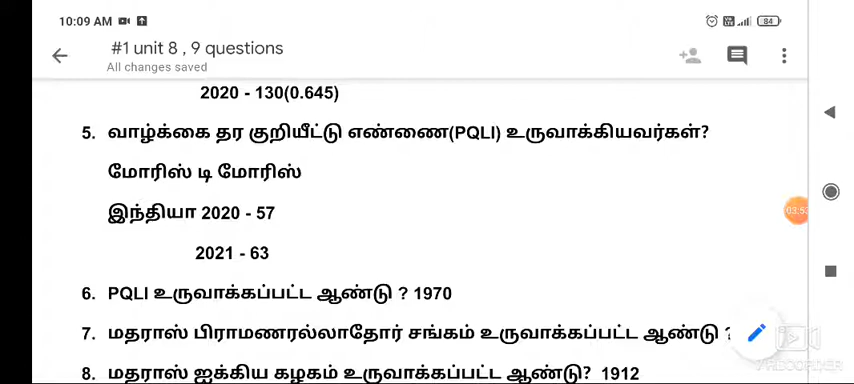 10:09 AM
84
#1 unit 8 , 9 questions
All changes saved
2020 - 130(0.645)
5. வாழ்க்கை தர குறியீட்டு எண்ணை(PQLI) உருவாக்கியவர்கள்?
மோரிஸ் டி மோரிஸ்
இந்தியா 2020 - 57
03:53
2021 - 63
6. PQLI உருவாக்கப்பட்ட ஆண்டு ? 1970
7. மதராஸ் பிராமணரல்லாதோர் சங்கம் உருவாக்கப்பட்ட ஆண்டு ?
8. மதராஸ் ஐக்கிய கழகம் உருவாக்கப்பட்ட ஆண்டு? 1912